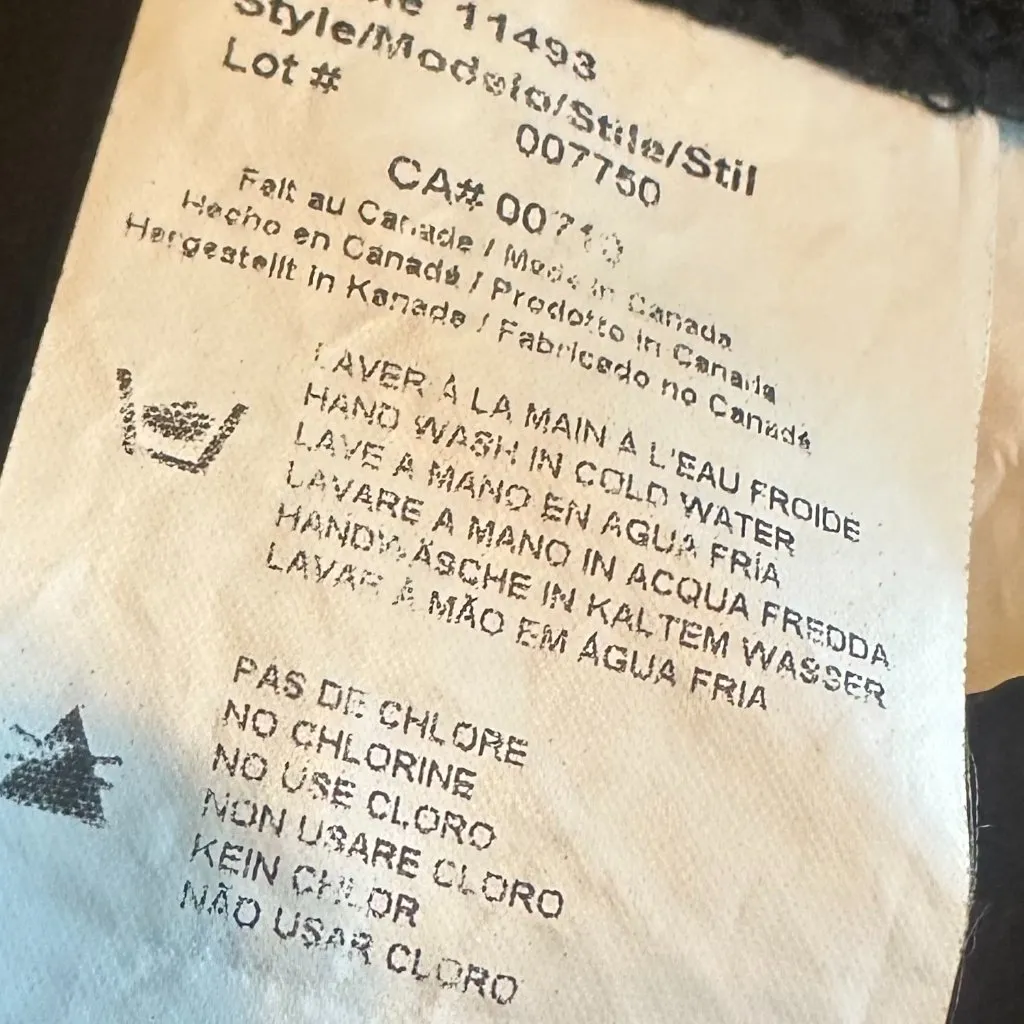 11493
Style/Modelo/Stile/Stil
Lot #
007750
CA#
Fait au Canada / Made in Canada
Hecho en Canadá / Prodotto in Canada
Hergestellt in Kanada / Fabricado no Canadá
LAVER À LA MAIN À L'EAU FROIDE
HAND WASH IN COLD WATER
LAVE A MANO EN AGUA FRÍA
LAVARE A MANO IN ACQUA FREDDA
HANDWÄSCHE IN KALTEM WASSER
LAVAR À MÃO EM ÁGUA FRIA
PAS DE CHLORE
NO CHLORINE
NO USE CLORO
NON USARE CLORO
KEIN CHLOR
NÃO USAR CLORO